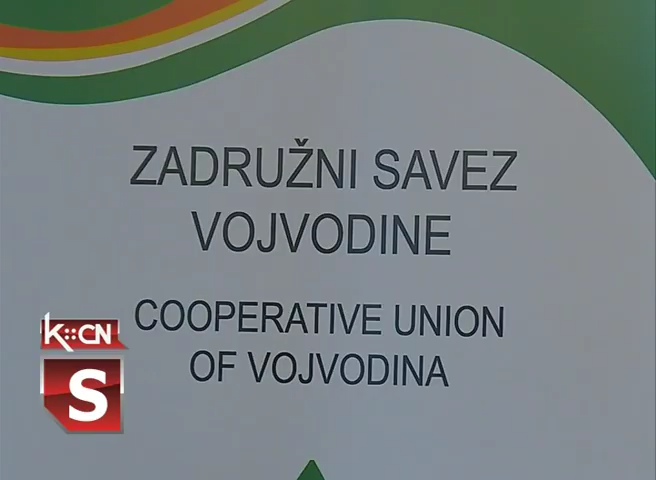 ZADRUŽNI SAVEZ
VOJVODINE
COOPERATIVE UNION
OF VOJVODINA
K::CN
S